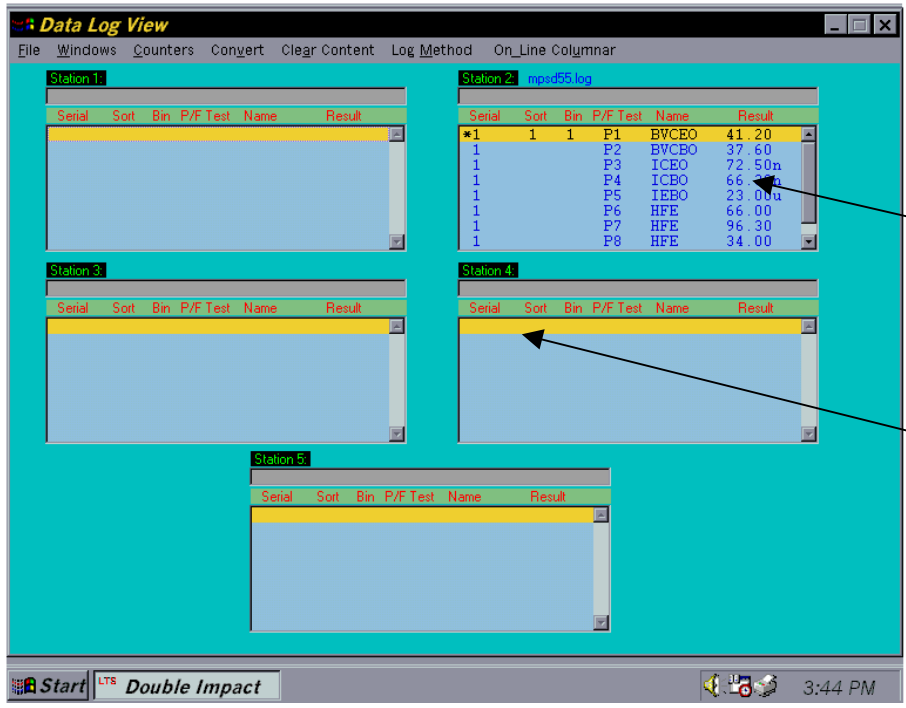 Data Log View
File Windows Counters Convert Clear Content Log Method On_Line Columnar
Station 1:
Serial Sort Bin P/F Test Name Result
Station 2: mpsd55.log
Serial Sort Bin P/F Test Name Result
*1 1 1 P1 BVCEO 41.20
1 P2 BVCBO 37.60
1 P3 ICEO 72.50n
1 P4 ICBO
1 P5 IEBO 23.00u
1 P6 HFE 66.00
1 P7 HFE 96.30
1 P8 HFE 34.00
Station 3:
Serial Sort Bin P/F Test Name Result
Station 4:
Serial Sort Bin P/F Test Name Result
Station 5:
Serial Sort Bin P/F Test Name Result
Start LTS Double Impact 3:44 PM